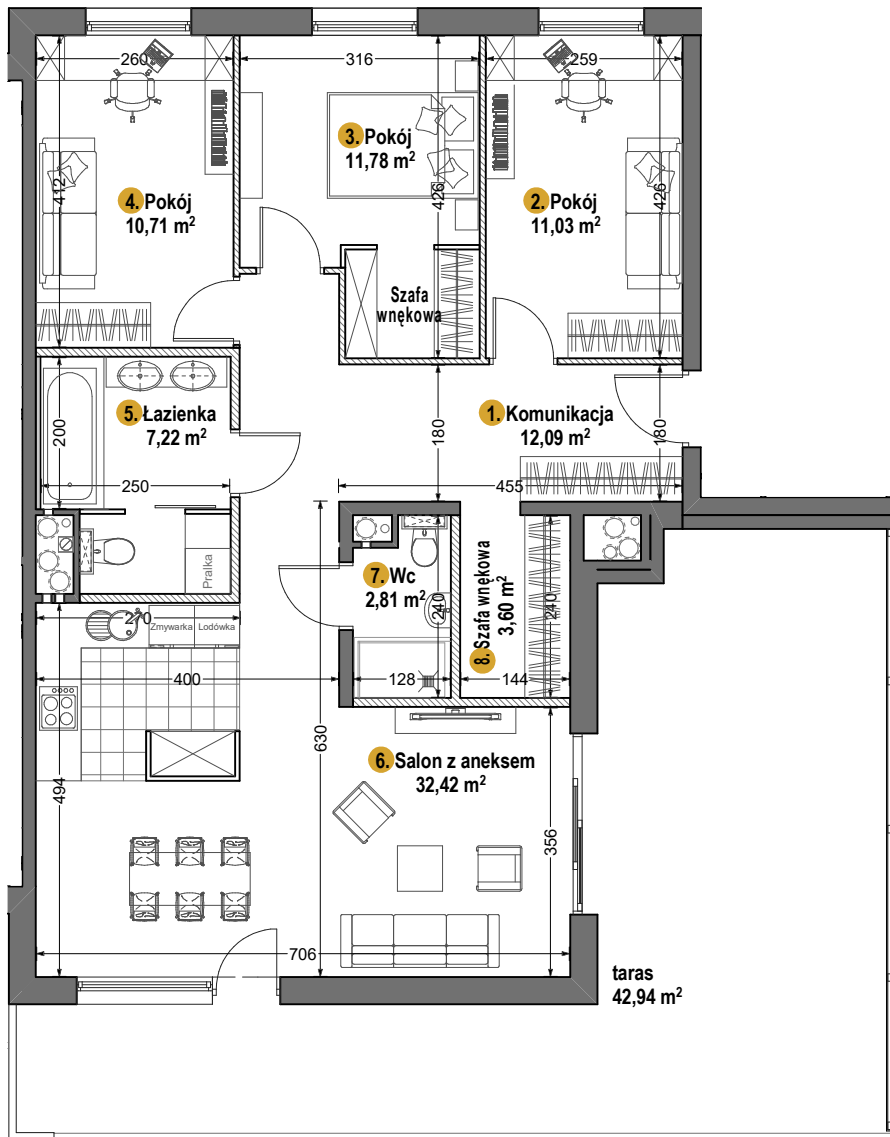 260
316
259
3. Pokój
11,78 m²
4. Pokój
10,71 m²
2. Pokój
11,03 m²
412
426
426
Szafa
wnękowa
5. Łazienka
7,22 m²
1. Komunikacja
12,09 m²
200
180
180
250
455
Pralka
7. Wc
2,81 m²
8. Szafa wnękowa
3,60 m²
240
240
210
Zmywarka
Lodówka
400
128
144
6. Salon z aneksem
32,42 m²
630
494
356
706
taras
42,94 m²